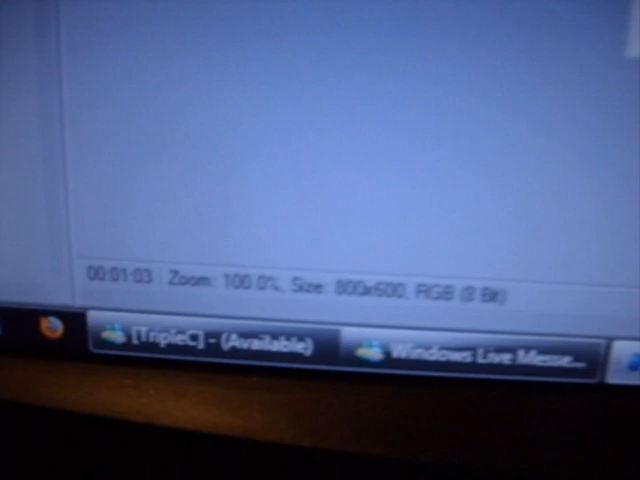 00:01:03 Zoom: 100.0%, Size: 800x600, RGB (8 Bit)
[TripleC] - (Available) Windows Live Messe...